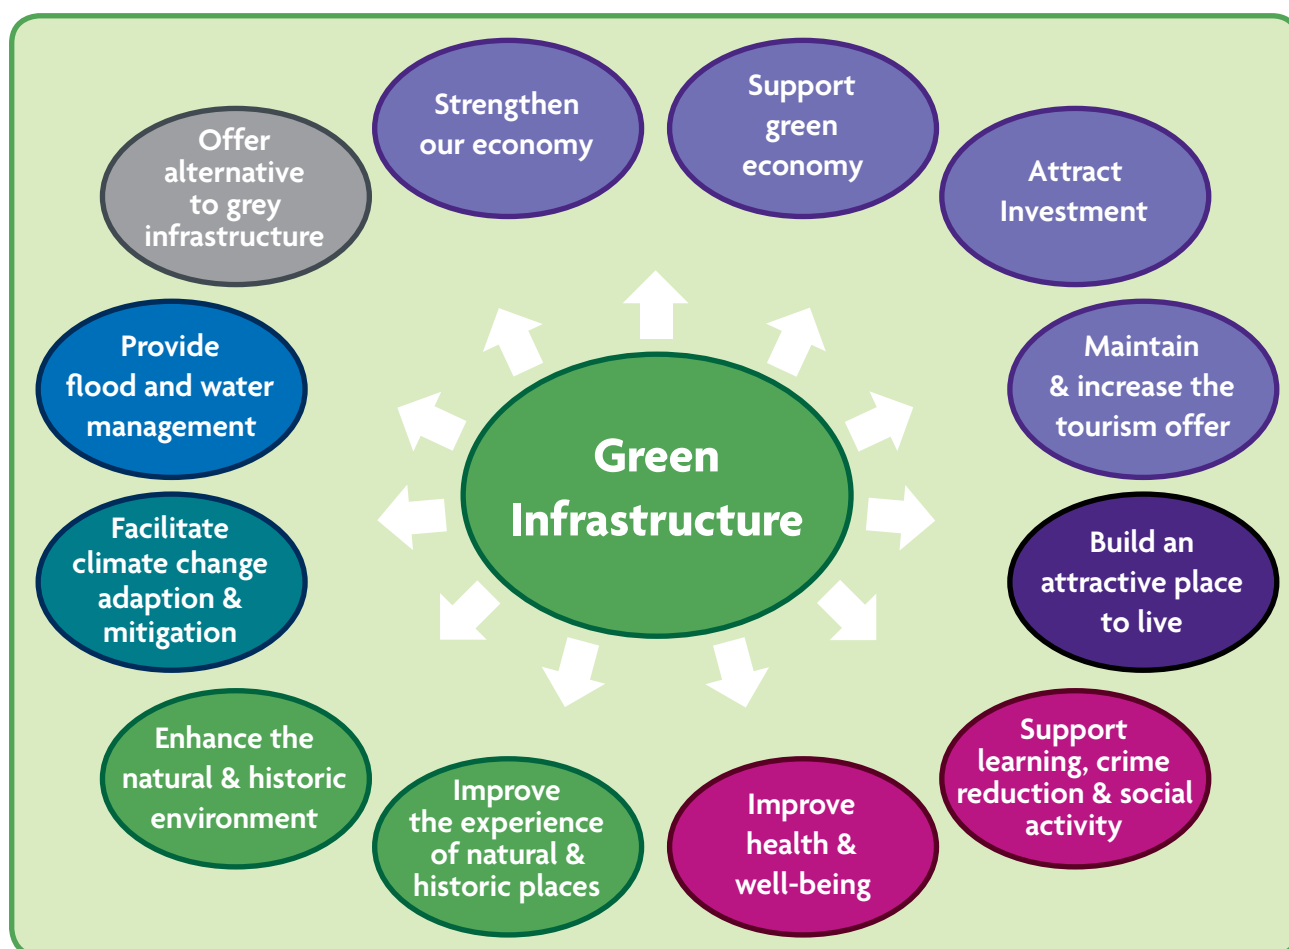 Strengthen
our economy
Support
green
economy
Attract
Investment
Maintain
& increase the
tourism offer
Build an
attractive place
to live
Support
learning, crime
reduction & social
activity
Improve
health &
well-being
Improve
the experience
of natural &
historic places
Enhance the
natural & historic
environment
Facilitate
climate change
adaption &
mitigation
Provide
flood and water
management
Offer
alternative
to grey
infrastructure
Green
Infrastructure